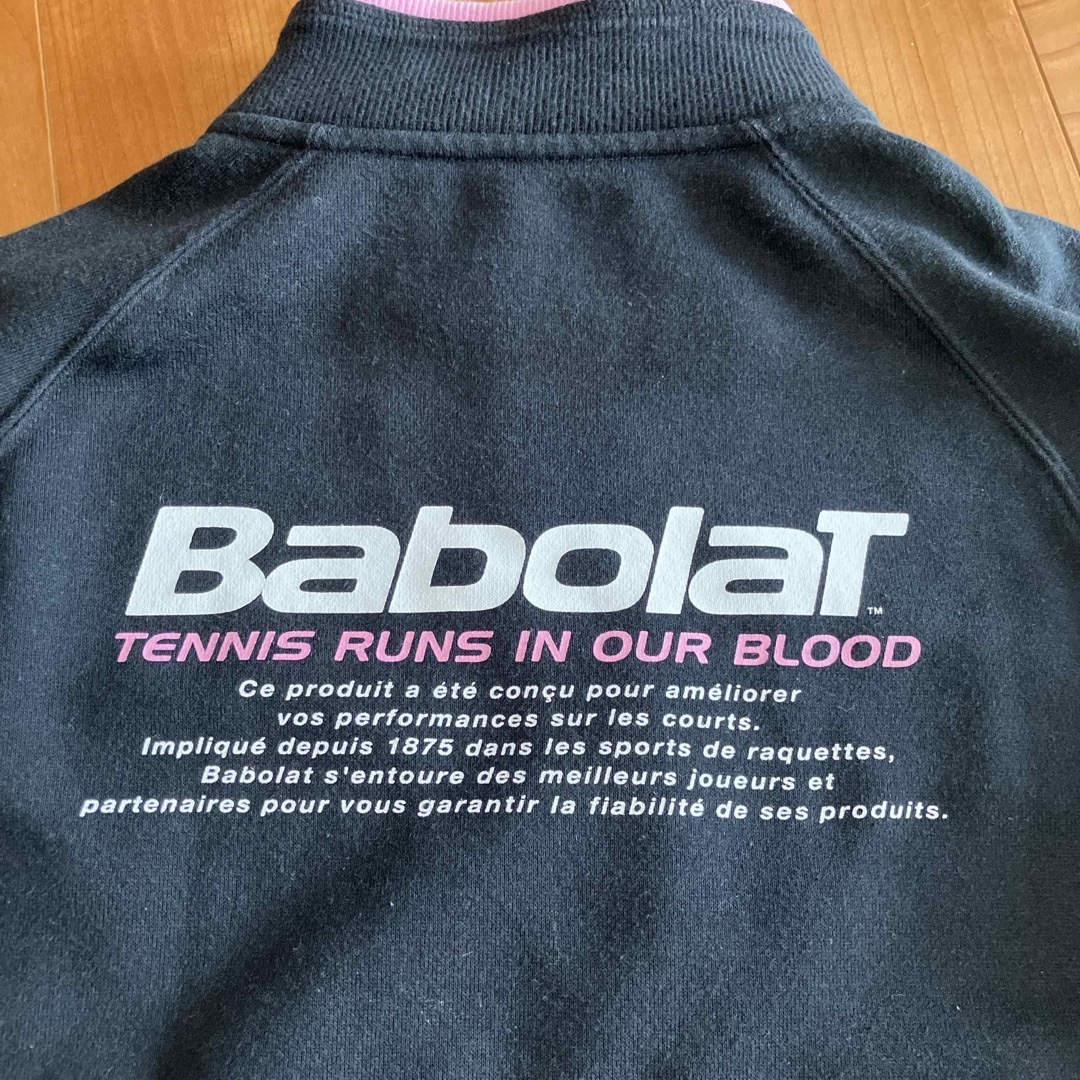 BabolaT™
TENNIS RUNS IN OUR BLOOD
Ce produit a été conçu pour améliorer
vos performances sur les courts.
Impliqué depuis 1875 dans les sports de raquettes,
Babolat s'entoure des meilleurs joueurs et
partenaires pour vous garantir la fiabilité de ses produits.